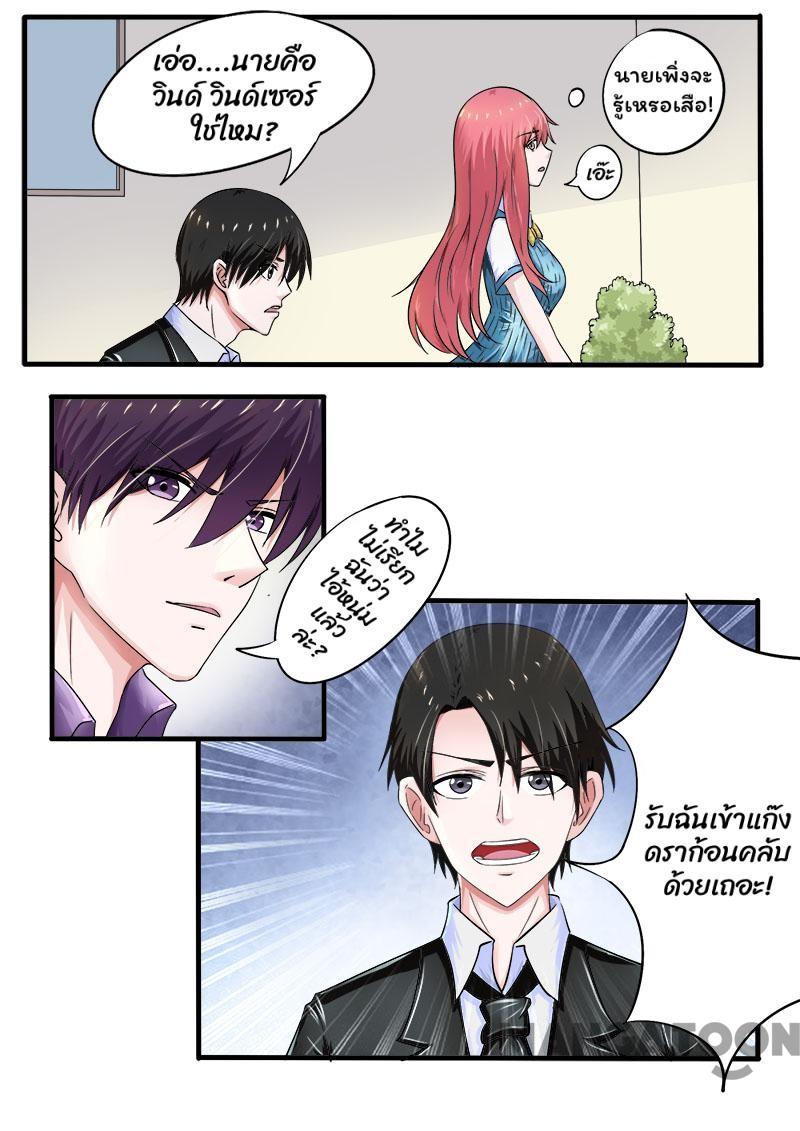 เอ่อ....นายคือ
วินด์ วินด์เซอร์
ใช่ไหม?
นายเพิ่งจะ
รู้เหรอเสือ!
เอ๊ะ
ทำไม
ไม่เรียก
ฉันว่า
ไอ้หนุ่ม
แล้ว
ล่ะ?
รับฉันเข้าแก๊ง
ดราก้อนคลับ
ด้วยเถอะ!
MANGATOON